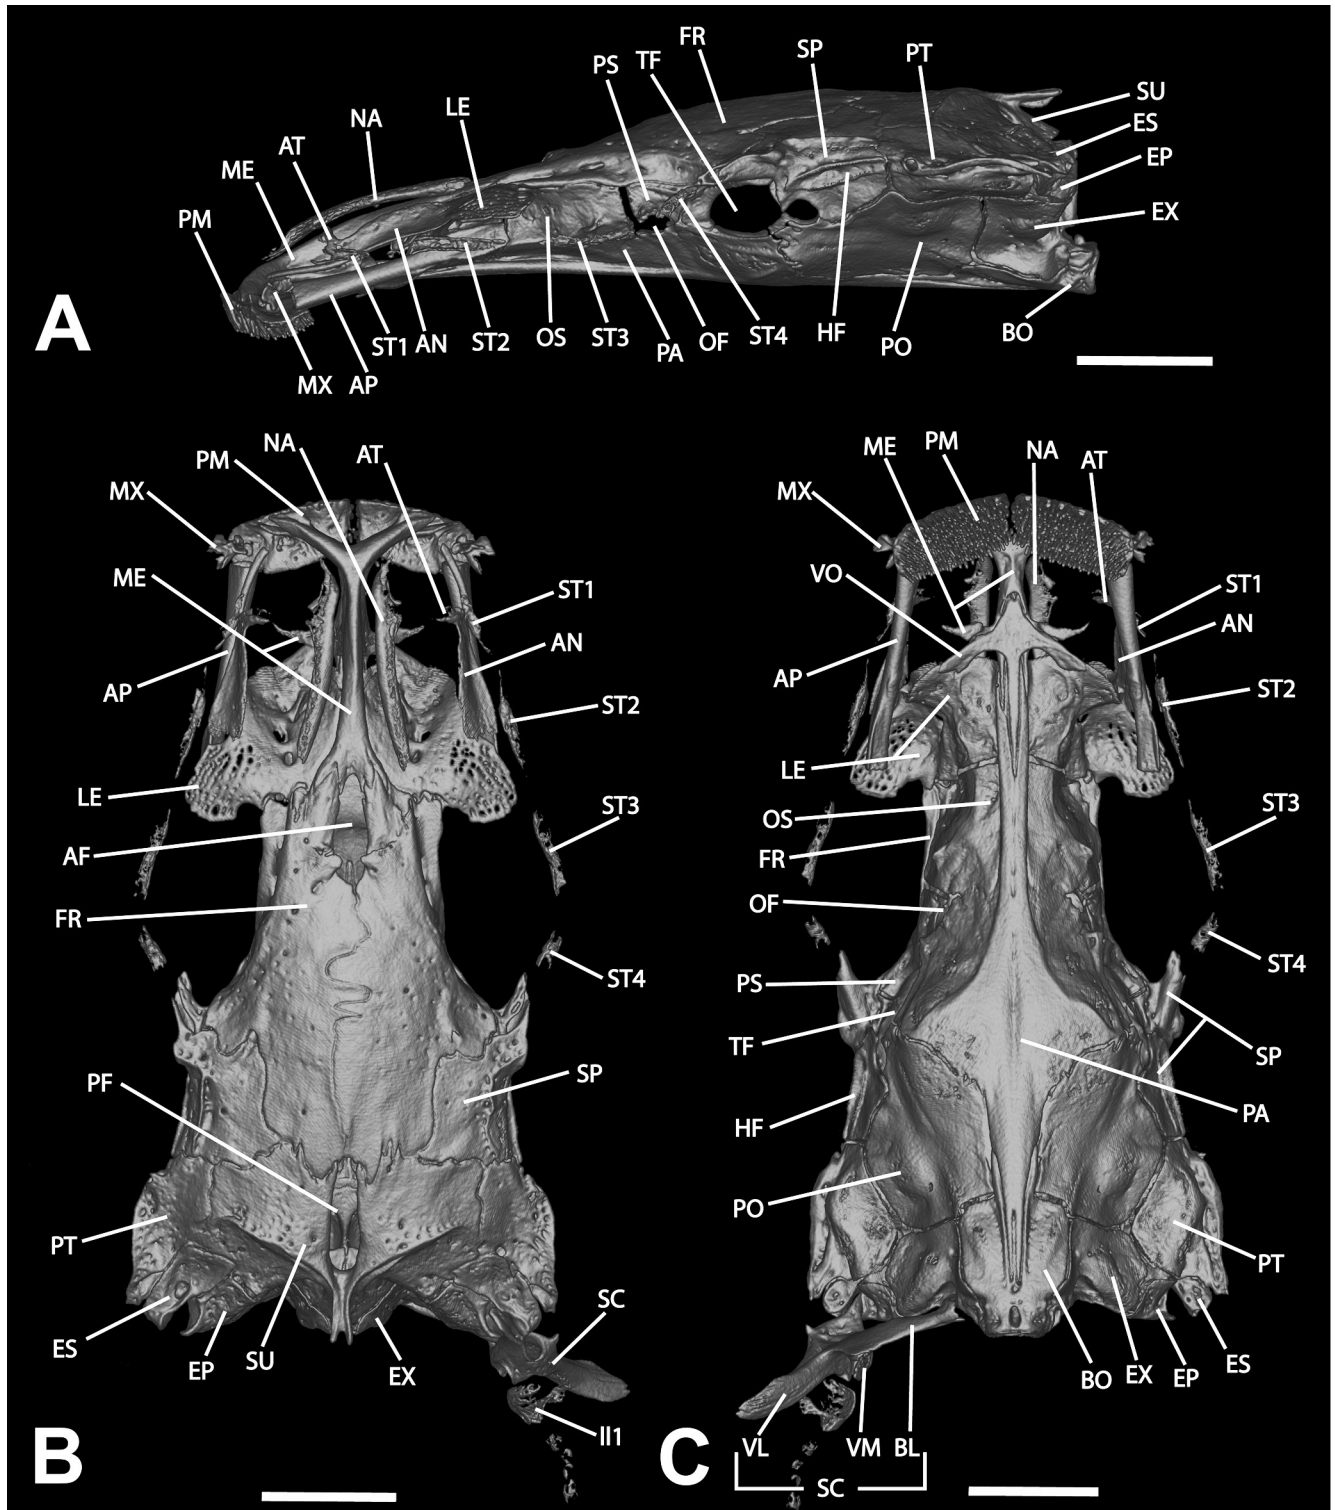 FR
SP
PT
PS
TF
SU
LE
NA
ES
AT
EP
ME
PM
EX
A
ST1
AN
ST2
OS
ST3
PA
OF
ST4
HF
PO
BO
MX
AP
NA
AT
PM
MX
ME
ST1
AN
AP
ST2
LE
ST3
AF
FR
ST4
SP
PF
PT
SC
ES
EP
SU
EX
II1
B
ME
PM
NA
AT
MX
VO
ST1
AN
AP
ST2
LE
OS
ST3
FR
OF
ST4
PS
TF
SP
HF
PA
PO
PT
BO
EX
EP
ES
VL
VM
BL
SC
C